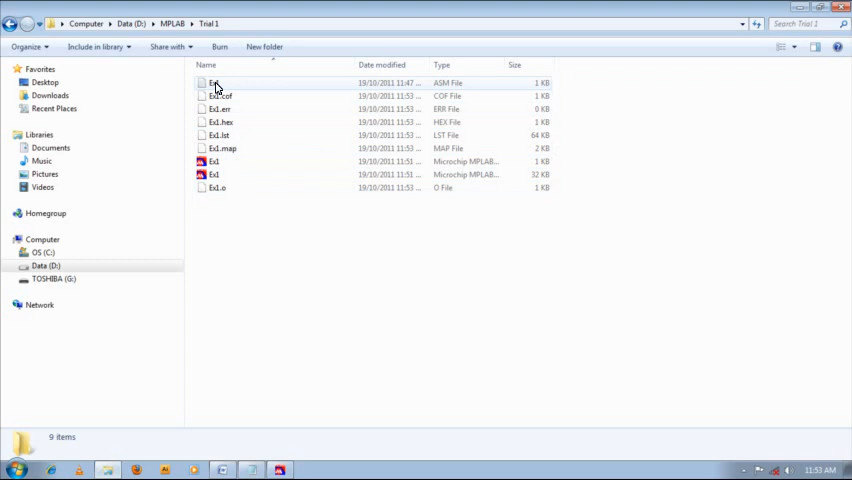 Computer ▸ Data (D:) ▸ MPLAB ▸ Trial 1
Search Trial 1
Organize Include in library Share with Burn New folder
Name Date modified Type Size
Favorites
Desktop
Downloads
Recent Places
Libraries
Documents
Music
Pictures
Videos
Homegroup
Computer
OS (C:)
Data (D:)
TOSHIBA (G:)
Network
Ex1 19/10/2011 11:47 ... ASM File 1 KB
Ex1.cof 19/10/2011 11:53 ... COF File 1 KB
Ex1.err 19/10/2011 11:53 ... ERR File 0 KB
Ex1.hex 19/10/2011 11:53 ... HEX File 1 KB
Ex1.lst 19/10/2011 11:53 ... LST File 64 KB
Ex1.map 19/10/2011 11:53 ... MAP File 2 KB
Ex1 19/10/2011 11:51 ... Microchip MPLAB... 1 KB
Ex1 19/10/2011 11:51 ... Microchip MPLAB... 32 KB
Ex1.o 19/10/2011 11:53 ... O File 1 KB
9 items
11:53 AM